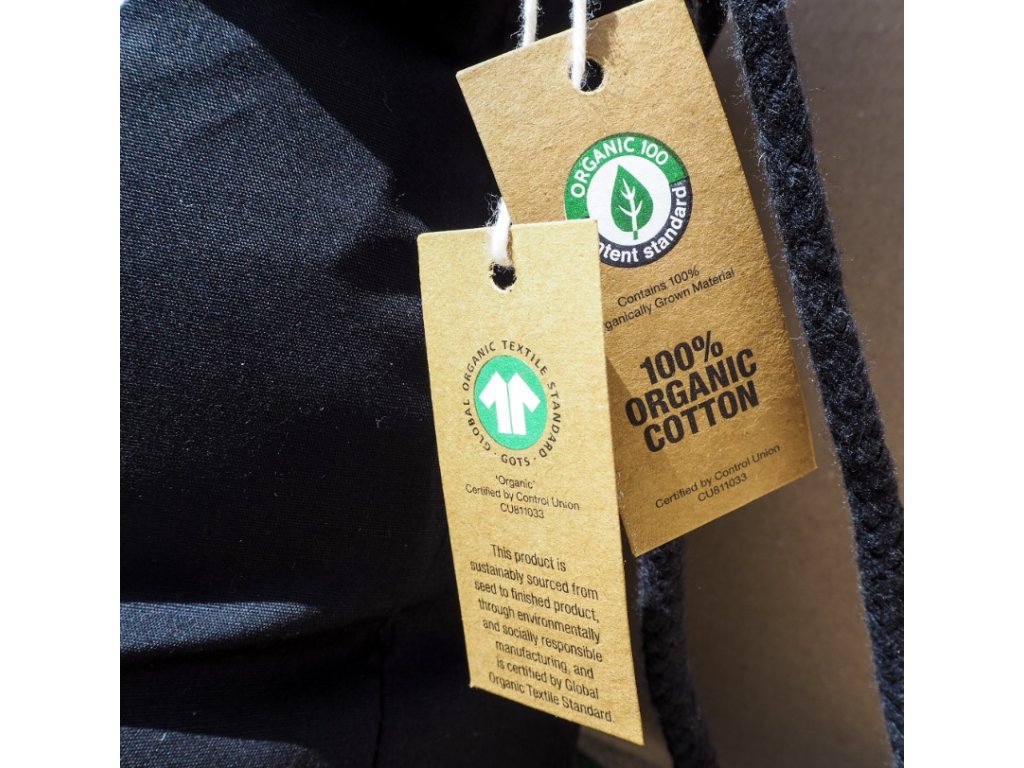 ORGANIC 100
content standard
Contains 100%
Organically Grown Material
100%
ORGANIC
COTTON
Certified by Control Union
CU811033
GLOBAL ORGANIC TEXTILE STANDARD
· GOTS ·
'Organic'
Certified by Control Union
CU811033
This product is
sustainably sourced from
seed to finished product,
through environmentally
and socially responsible
manufacturing, and
is certified by Global
Organic Textile Standard.